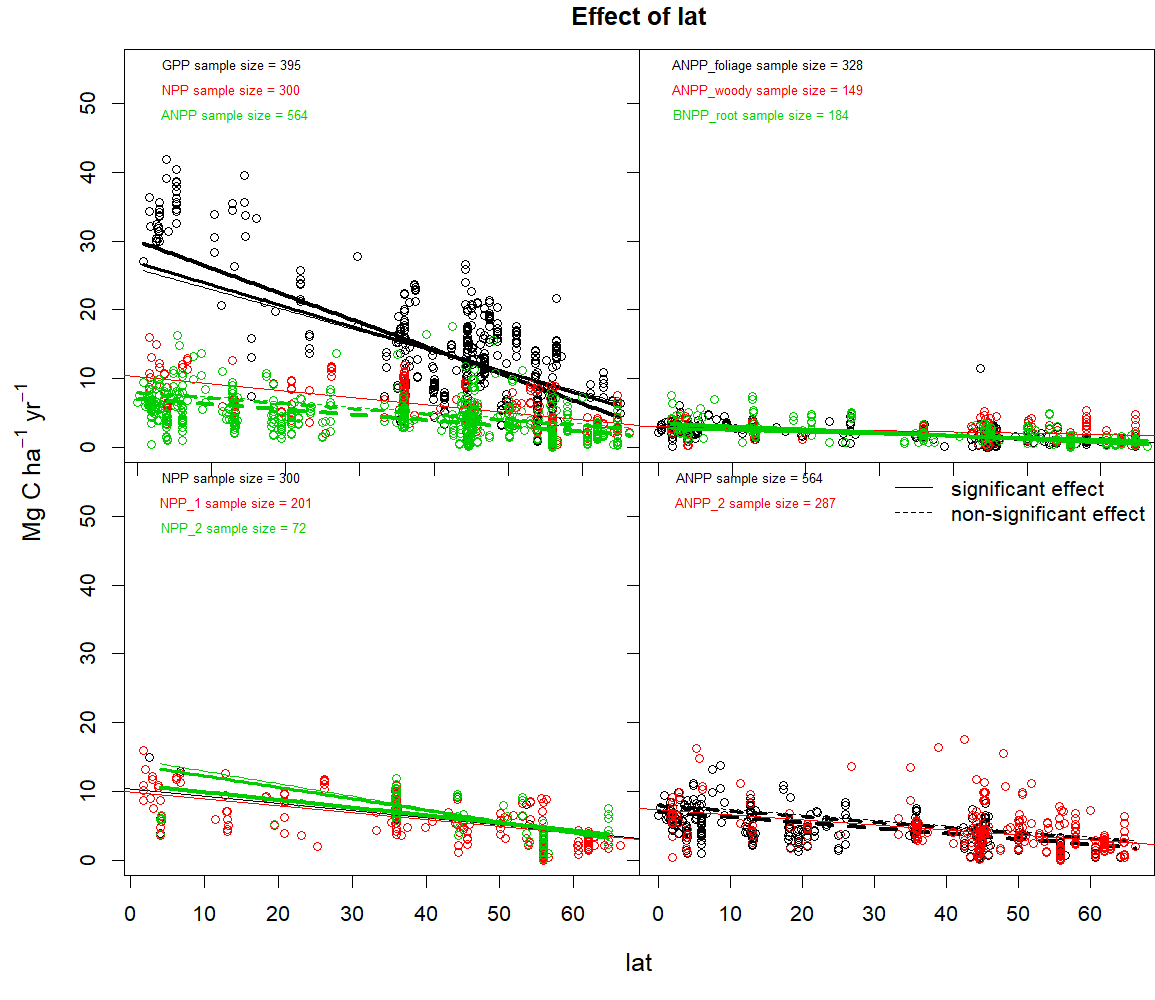 Effect of lat
GPP sample size = 395
NPP sample size = 300
ANPP sample size = 564
ANPP_foliage sample size = 328
ANPP_woody sample size = 149
BNPP_root sample size = 184
50
40
30
20
10
0
Mg C ha⁻¹ yr⁻¹
NPP sample size = 300
NPP_1 sample size = 201
NPP_2 sample size = 72
ANPP sample size = 564
ANPP_2 sample size = 287
significant effect
non-significant effect
50
40
30
20
10
0
0 10 20 30 40 50 60 0 10 20 30 40 50 60
lat